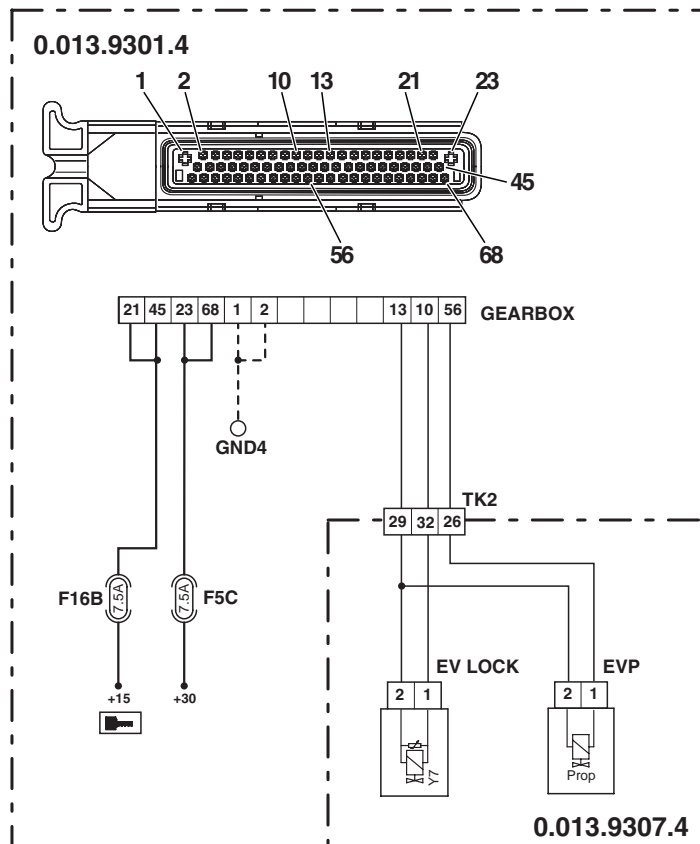 0.013.9301.4
1 2 10 13 21 23
45
56 68
21 45 23 68 1 2 13 10 56 GEARBOX
GND4
TK2
29 32 26
F16B 7.5A 7.5A F5C
EV LOCK EVP
+15 +30
2 1 2 1
Y7
Prop
0.013.9307.4